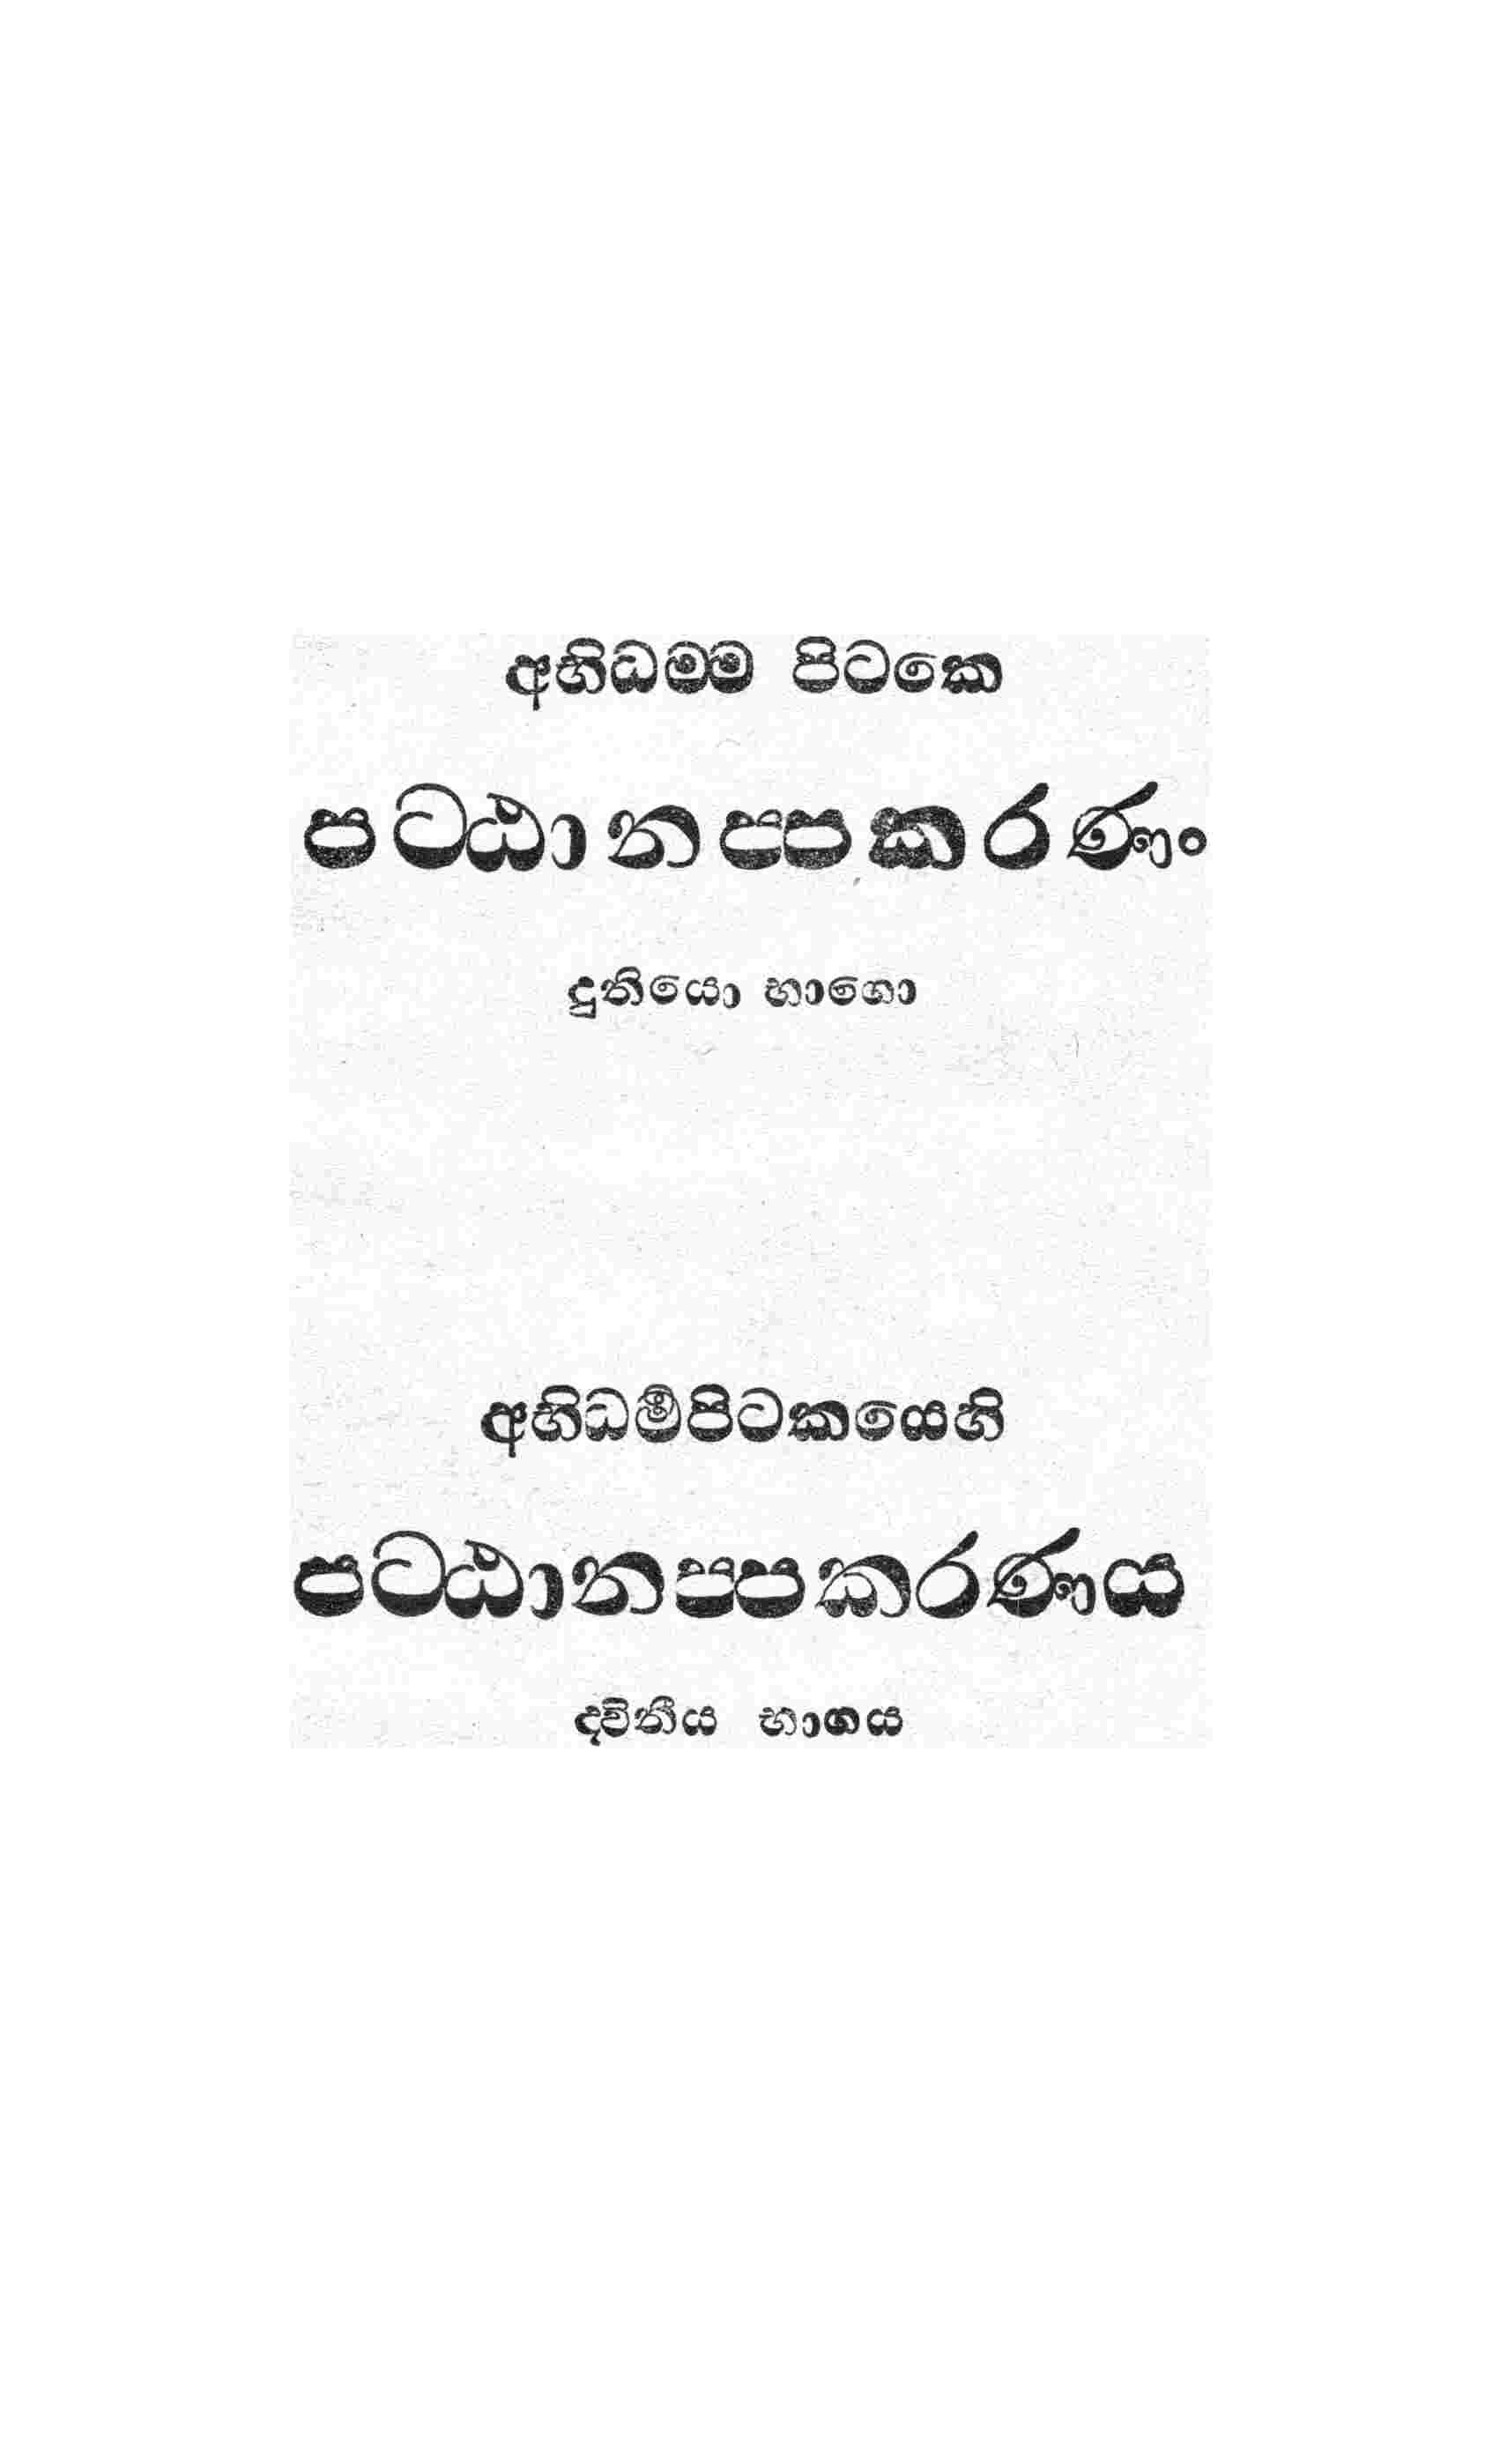 අභිධම‍්ම පිටකෙ
පට‍්ඨානප‍්පකරණං
දුතියො භාගො
අභිධර්‍මපිටකයෙහි
පට‍්ඨානප‍්පකරණය
ද‍්විතීය භාගය